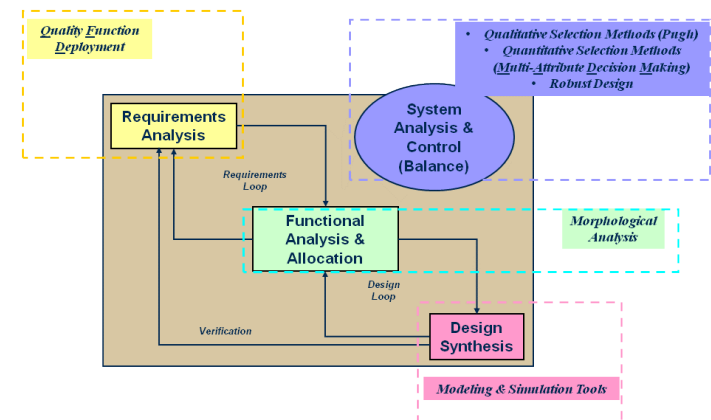 Quality Function
Deployment
• Qualitative Selection Methods (Pugh)
• Quantitative Selection Methods
(Multi-Attribute Decision Making)
• Robust Design
Requirements
Analysis
System
Analysis &
Control
(Balance)
Requirements
Loop
Functional
Analysis &
Allocation
Morphological
Analysis
Design
Loop
Verification
Design
Synthesis
Modeling & Simulation Tools